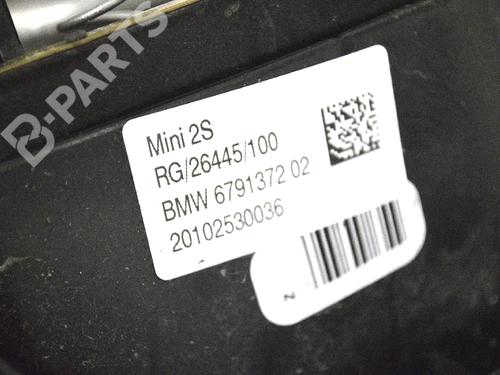 B-PARTS
Mini 2S
RG/26445/100
BMW 6791372 02
20102530036
N